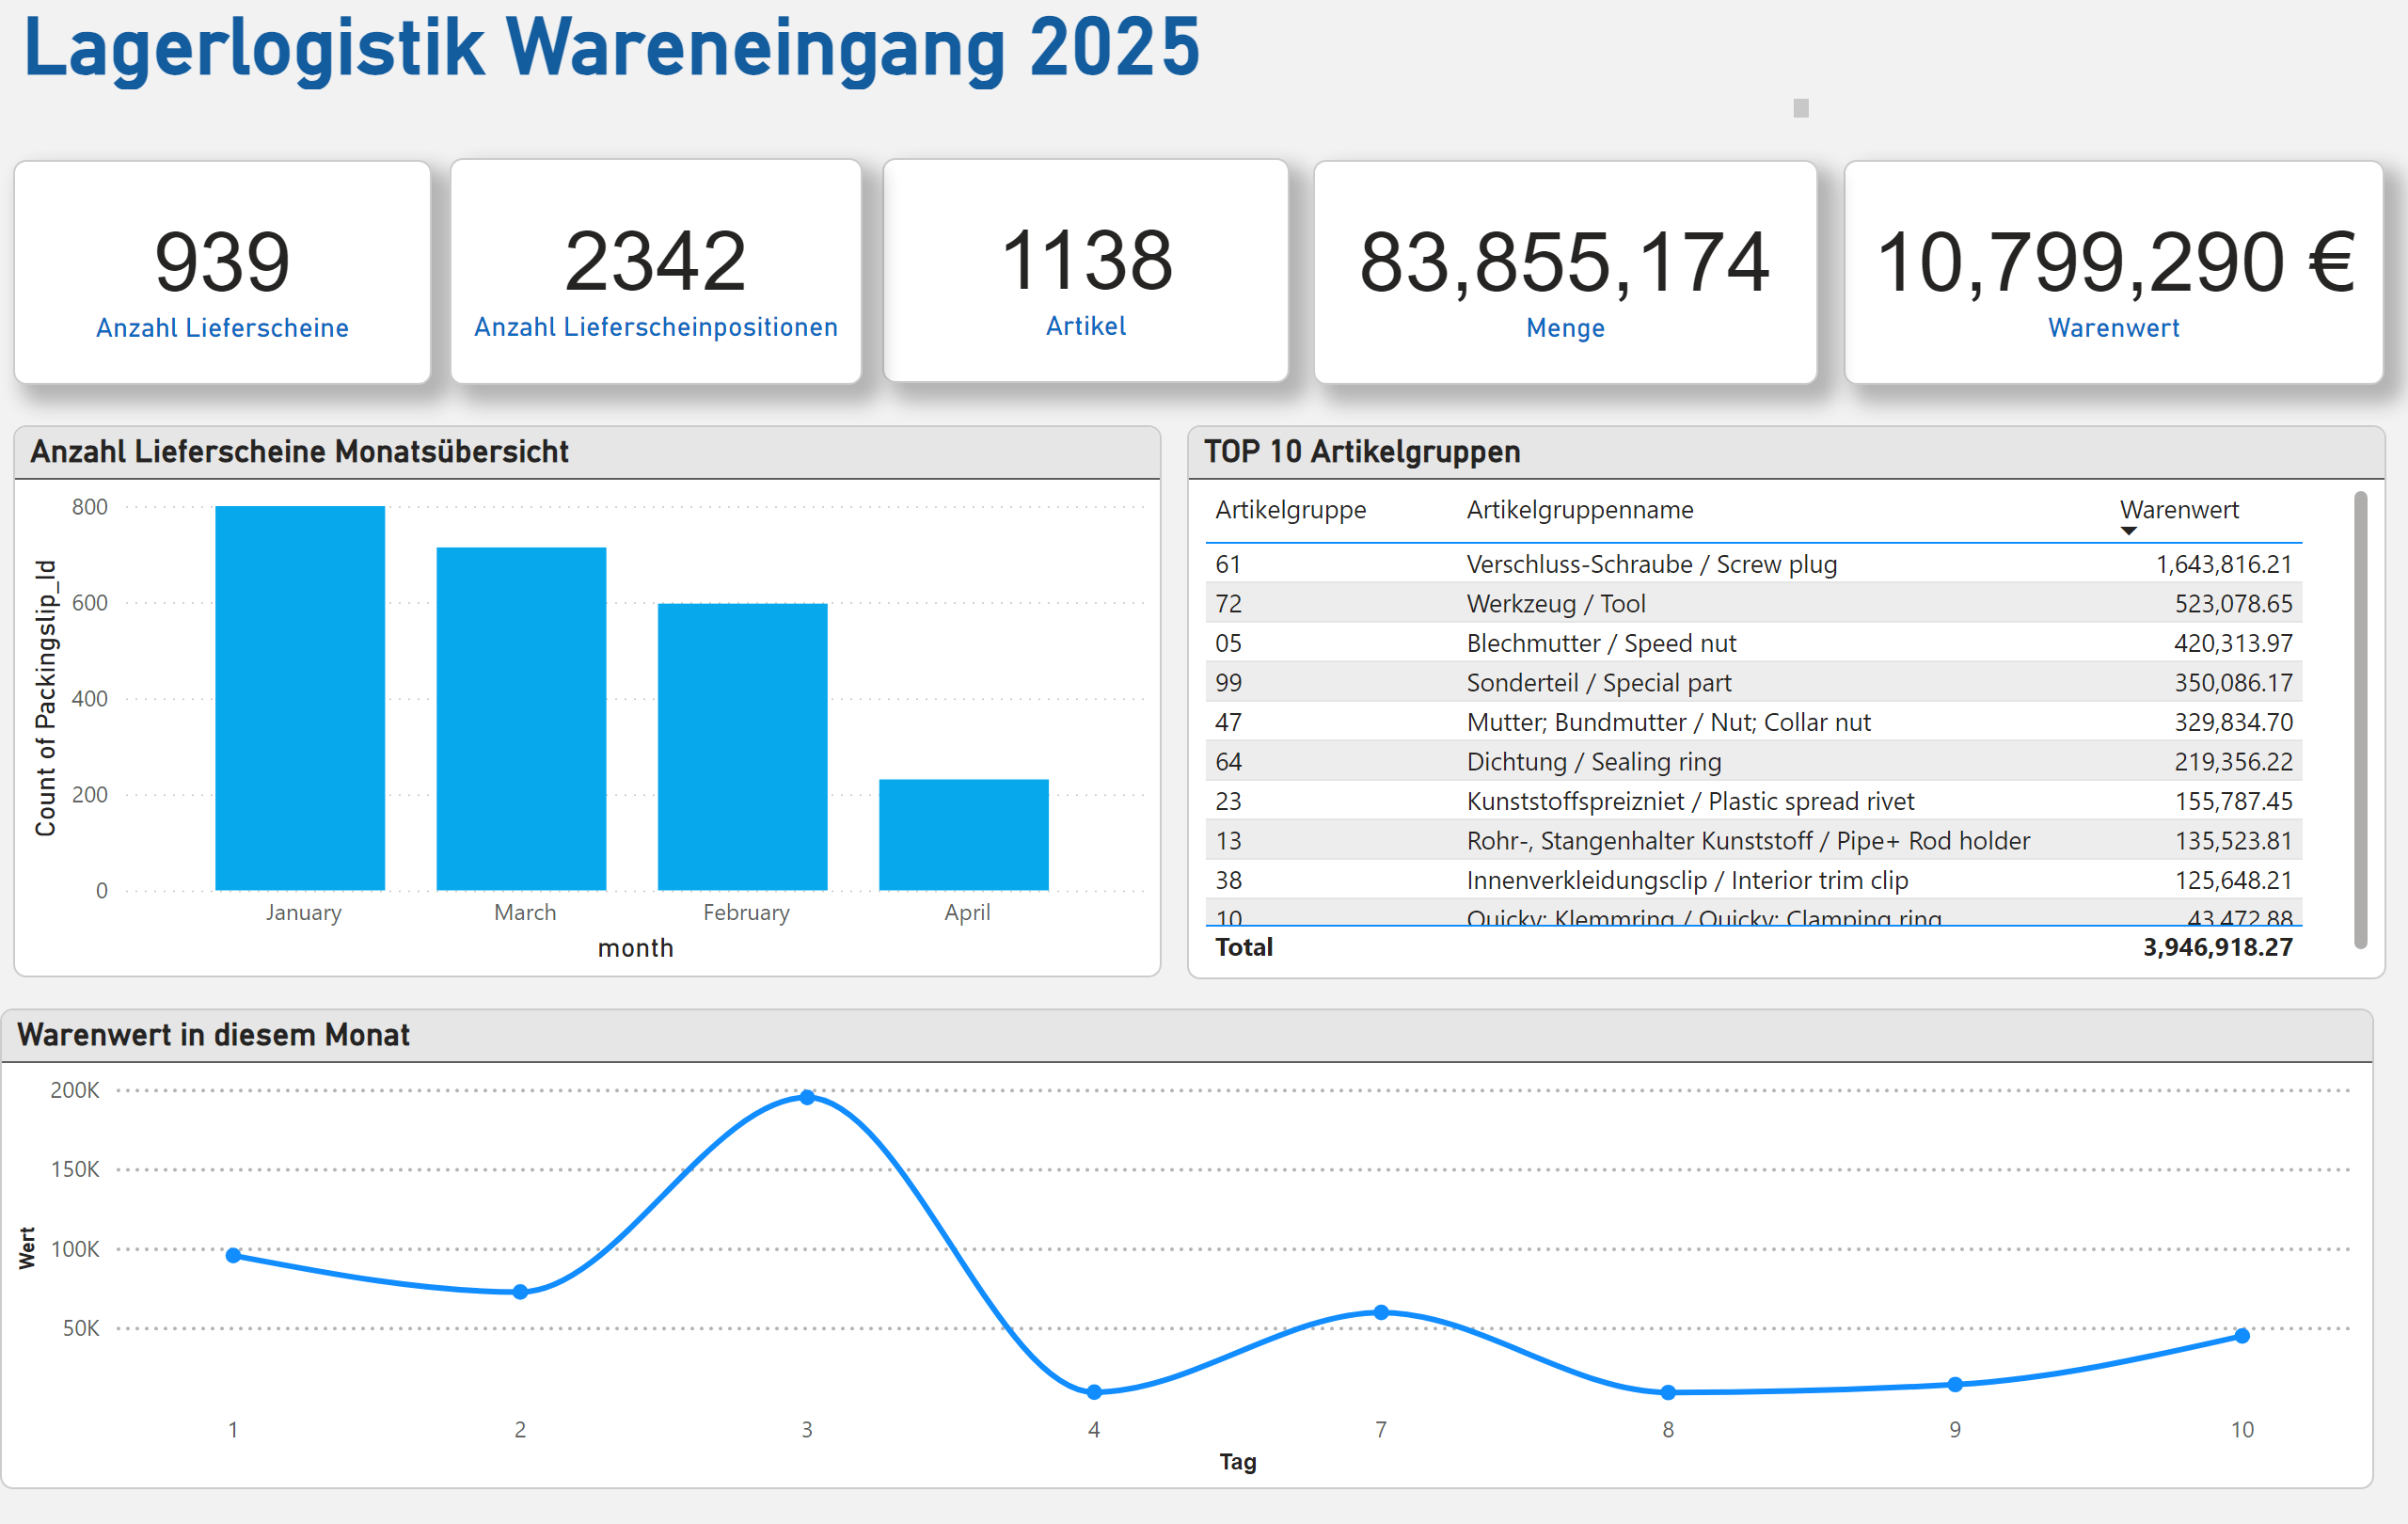 Lagerlogistik Wareneingang 2025
939
Anzahl Lieferscheine
2342
Anzahl Lieferscheinpositionen
1138
Artikel
83,855,174
Menge
10,799,290 €
Warenwert
Anzahl Lieferscheine Monatsübersicht
Count of Packingslip_Id
800
600
400
200
0
January March February April
month
TOP 10 Artikelgruppen
Artikelgruppe Artikelgruppenname Warenwert
61 Verschluss-Schraube / Screw plug 1,643,816.21
72 Werkzeug / Tool 523,078.65
05 Blechmutter / Speed nut 420,313.97
99 Sonderteil / Special part 350,086.17
47 Mutter; Bundmutter / Nut; Collar nut 329,834.70
64 Dichtung / Sealing ring 219,356.22
23 Kunststoffspreizniet / Plastic spread rivet 155,787.45
13 Rohr-, Stangenhalter Kunststoff / Pipe+ Rod holder 135,523.81
38 Innenverkleidungsclip / Interior trim clip 125,648.21
10 Quicky; Klemmring / Quicky; Clamping ring 43,472.88
Total 3,946,918.27
Warenwert in diesem Monat
Wert
200K
150K
100K
50K
1 2 3 4 7 8 9 10
Tag